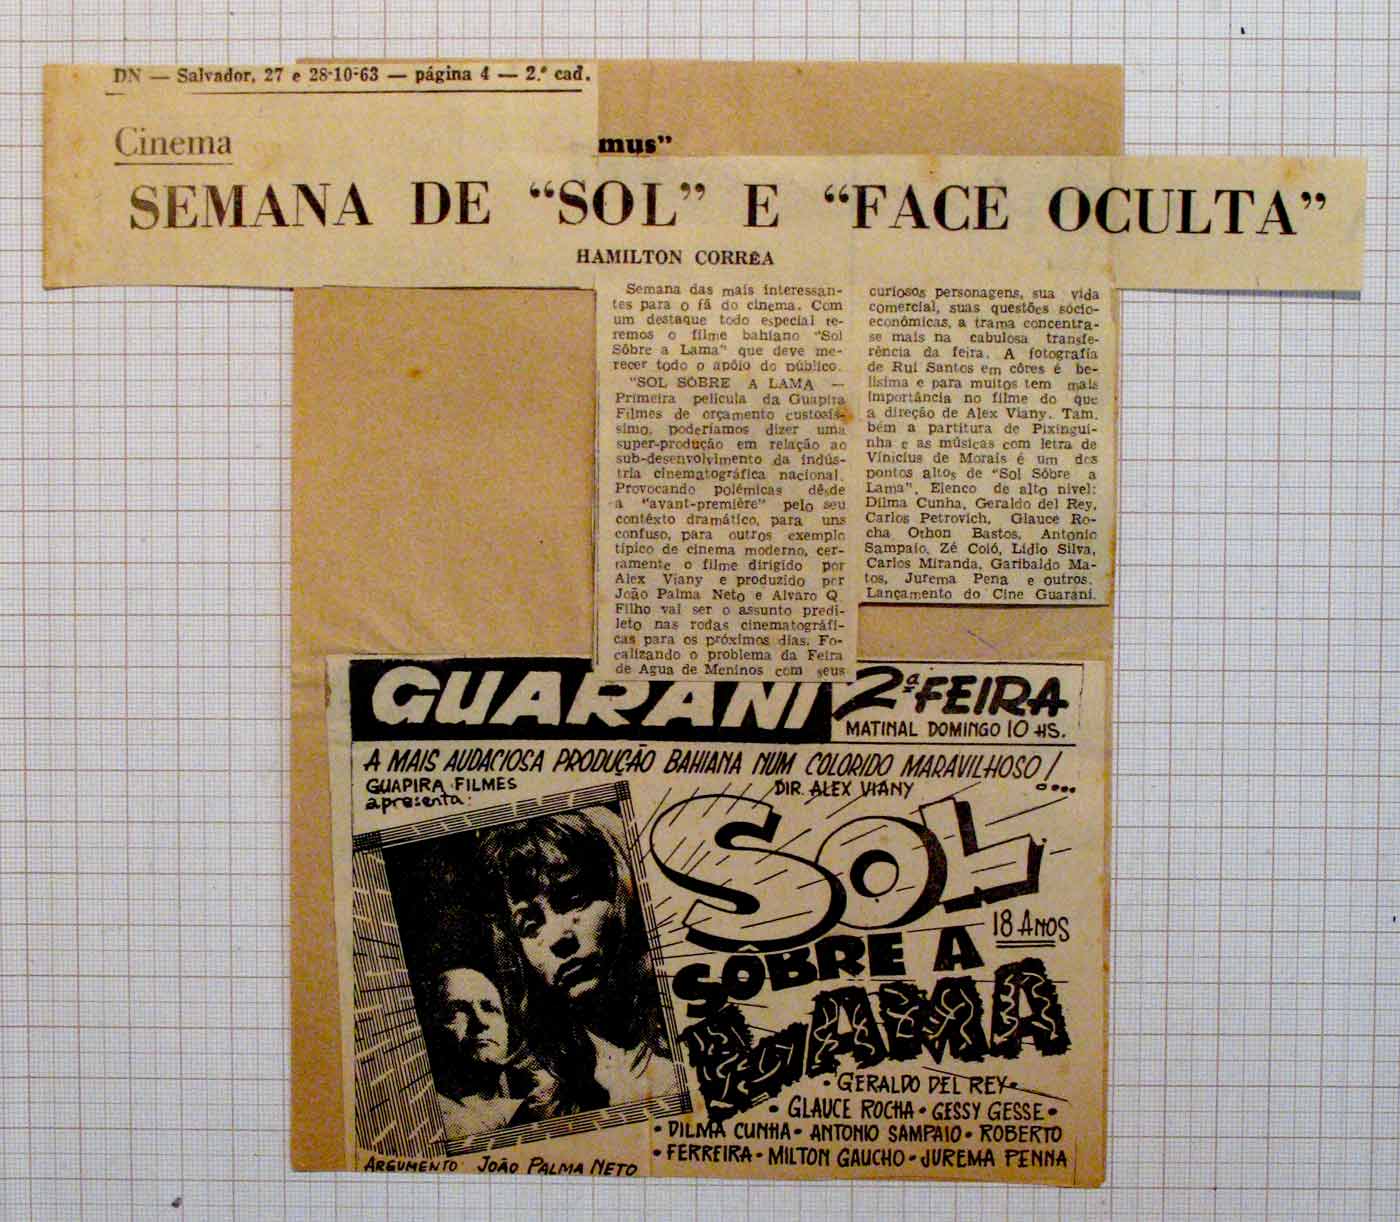 DN — Salvador, 27 e 28-10-63 — página 4 — 2.º cad.
Cinema
mus”
SEMANA DE “SOL” E “FACE OCULTA”
HAMILTON CORRÊA
Semana das mais interessan-
tes para o fã do cinema. Com
um destaque todo especial te-
remos o filme bahiano “Sol
Sôbre a Lama” que deve me-
recer todo o apôio do público.
“SOL SÔBRE A LAMA —
Primeira película da Guapira
Filmes de orçamento custosís-
simo, poderíamos dizer uma
super-produção em relação ao
sub-desenvolvimento da indús-
tria cinematográfica nacional.
Provocando polêmicas dêsde
a “avant-première” pelo seu
contêxto dramático, para uns
confuso, para outros exemplo
típico de cinema moderno, cer-
tamente o filme dirigido por
Alex Viany e produzido por
João Palma Neto e Alvaro Q.
Filho vai ser o assunto predi-
leto nas rodas cinematográfi-
cas para os próximos dias. Fo-
calizando o problema da Feira
de Agua de Meninos com seus
curiosos personagens, sua vida
comercial, suas questões sócio-
econômicas, a trama concentra-
se mais na cabulosa transfe-
rência da feira. A fotografia
de Rui Santos em côres é be-
líssima e para muitos tem mais
importância no filme do que
a direção de Alex Viany. Tam.
bém a partitura de Pixingui-
nha e as músicas com letra de
Vinicius de Morais é um dos
pontos altos de “Sol Sôbre a
Lama”. Elenco de alto nível:
Dilma Cunha, Geraldo del Rey,
Carlos Petrovich, Glauce Ro-
cha Othon Bastos, Antonio
Sampaio, Zé Coió, Lídio Silva,
Carlos Miranda, Garibaldo Ma-
tos, Jurema Pena e outros.
Lançamento do Cine Guarani.
GUARANI 2ª FEIRA
MATINAL DOMINGO 10 HS.
A MAIS AUDACIOSA PRODUÇÃO BAHIANA NUM COLORIDO MARAVILHOSO!
GUAPIRA FILMES
apresenta:
DIR. ALEX VIANY
SOL
18 ANOS
SÔBRE A
LAMA
• GERALDO DEL REY •
• GLAUCE ROCHA • GESSY GESSE •
• DILMA CUNHA • ANTONIO SAMPAIO • ROBERTO
• FERREIRA • MILTON GAUCHO • JUREMA PENNA
ARGUMENTO JOÃO PALMA NETO